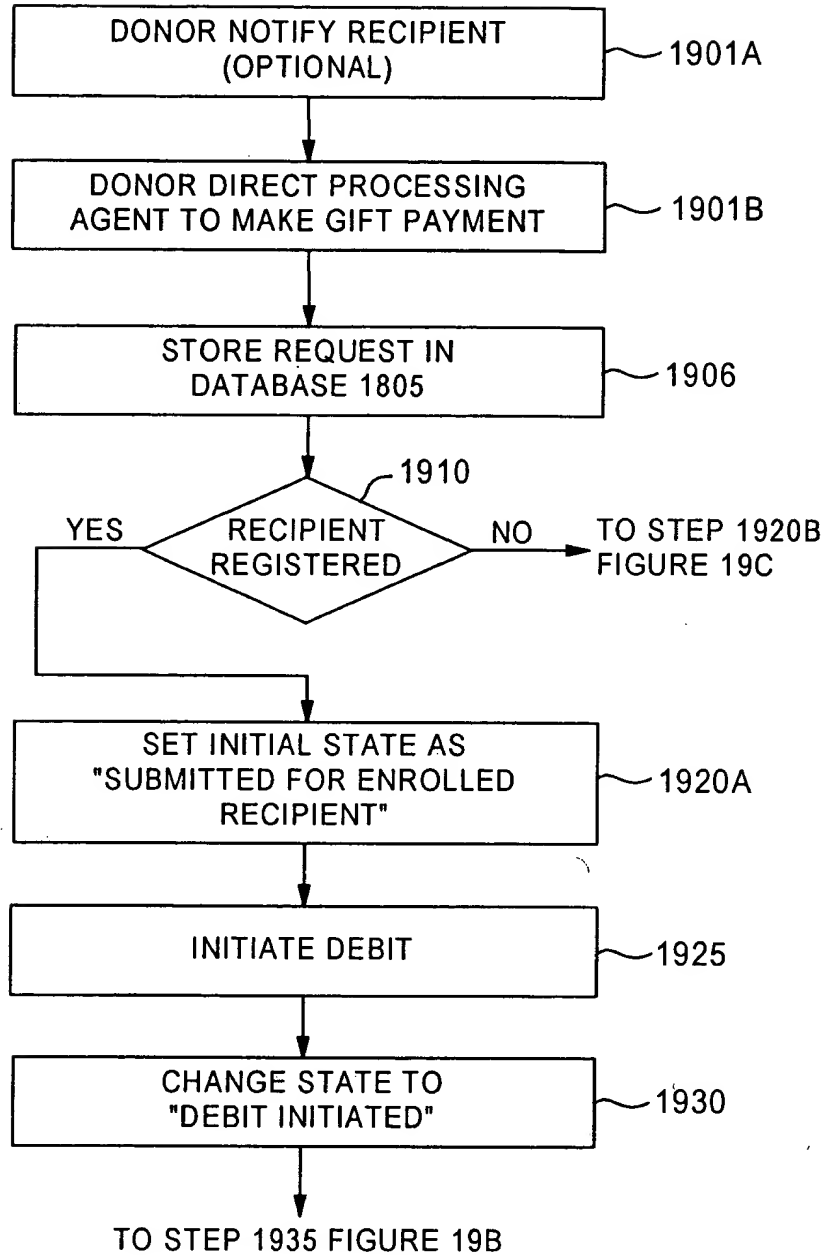 DONOR NOTIFY RECIPIENT
(OPTIONAL)
1901A
DONOR DIRECT PROCESSING
AGENT TO MAKE GIFT PAYMENT
1901B
STORE REQUEST IN
DATABASE 1805
1906
1910
YES
RECIPIENT
REGISTERED
NO
TO STEP 1920B
FIGURE 19C
SET INITIAL STATE AS
"SUBMITTED FOR ENROLLED
RECIPIENT"
1920A
INITIATE DEBIT
1925
CHANGE STATE TO
"DEBIT INITIATED"
1930
TO STEP 1935 FIGURE 19B